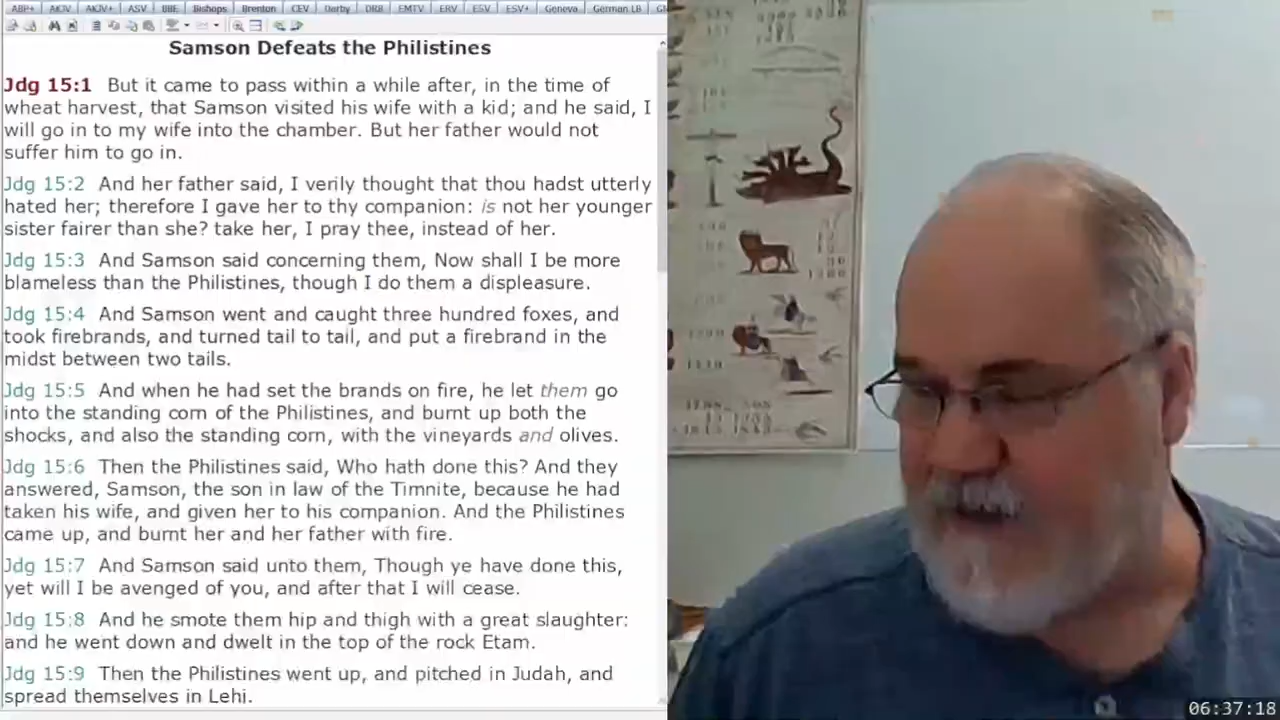 ABP+ AKJV AKJV+ ASV BBE Bishops Brenton CEV Darby DRB EMTV ERV ESV ESV+ Geneva German LB G
Samson Defeats the Philistines
Jdg 15:1 But it came to pass within a while after, in the time of
wheat harvest, that Samson visited his wife with a kid; and he said, I
will go in to my wife into the chamber. But her father would not
suffer him to go in.
Jdg 15:2 And her father said, I verily thought that thou hadst utterly
hated her; therefore I gave her to thy companion: is not her younger
sister fairer than she? take her, I pray thee, instead of her.
Jdg 15:3 And Samson said concerning them, Now shall I be more
blameless than the Philistines, though I do them a displeasure.
Jdg 15:4 And Samson went and caught three hundred foxes, and
took firebrands, and turned tail to tail, and put a firebrand in the
midst between two tails.
Jdg 15:5 And when he had set the brands on fire, he let them go
into the standing corn of the Philistines, and burnt up both the
shocks, and also the standing corn, with the vineyards and olives.
Jdg 15:6 Then the Philistines said, Who hath done this? And they
answered, Samson, the son in law of the Timnite, because he had
taken his wife, and given her to his companion. And the Philistines
came up, and burnt her and her father with fire.
Jdg 15:7 And Samson said unto them, Though ye have done this,
yet will I be avenged of you, and after that I will cease.
Jdg 15:8 And he smote them hip and thigh with a great slaughter:
and he went down and dwelt in the top of the rock Etam.
Jdg 15:9 Then the Philistines went up, and pitched in Judah, and
spread themselves in Lehi.
06:37:18